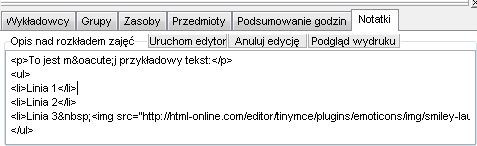 Wykładowcy Grupy Zasoby Przedmioty Podsumowanie godzin Notatki
Opis nad rozkładem zajęć Uruchom edytor Anuluj edycję Podgląd wydruku
<p>To jest m&oacute;j przykładowy tekst:</p>
<ul>
<li>Linia 1</li>
<li>Linia 2</li>
<li>Linia 3&nbsp;<img src="http://html-online.com/editor/tinymce/plugins/emoticons/img/smiley-lau
</ul>